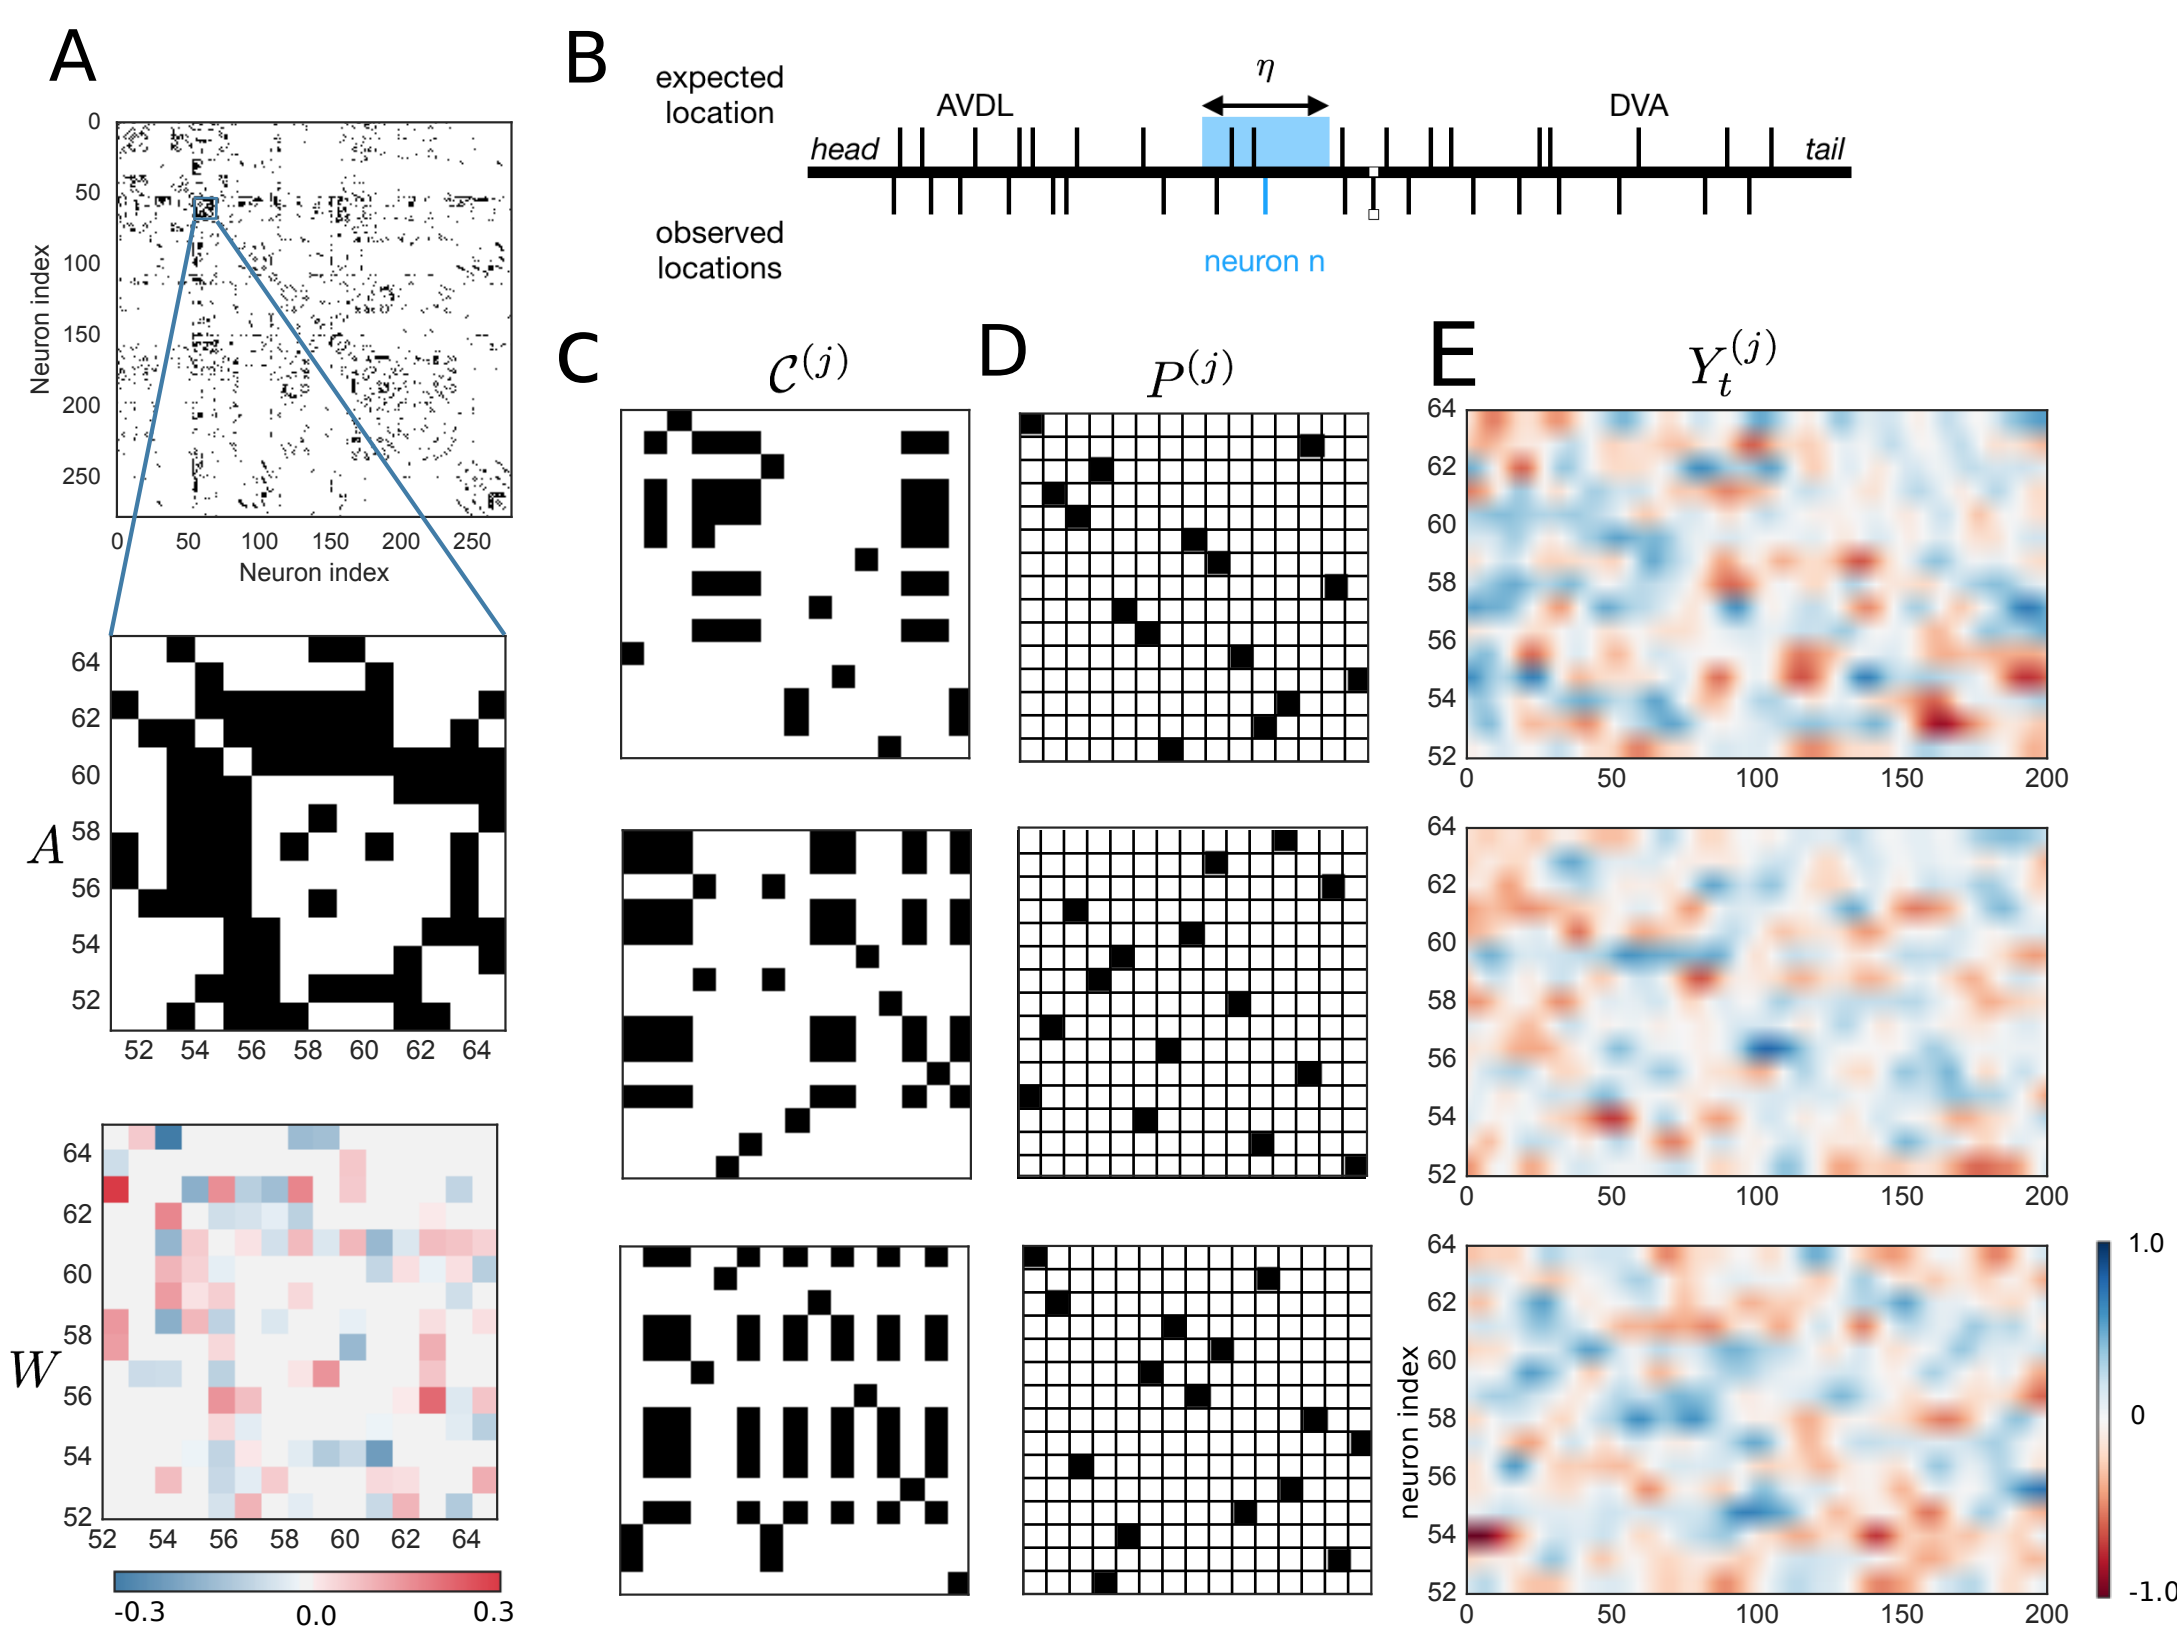 A
0
50
100
150
200
250
Neuron index
0 50 100 150 200 250
Neuron index
A
64
62
60
58
56
54
52
52 54 56 58 60 62 64
W
64
62
60
58
56
54
52
52 54 56 58 60 62 64
-0.3 0.0 0.3
B
expected
location
AVDL
η
DVA
head
tail
observed
locations
neuron n
C
𝒞^(j)
D
P^(j)
E
Y_t^(j)
64
62
60
58
56
54
52
0 50 100 150 200
64
62
60
58
56
54
52
0 50 100 150 200
neuron index
64
62
60
58
56
54
52
0 50 100 150 200
1.0
0
-1.0